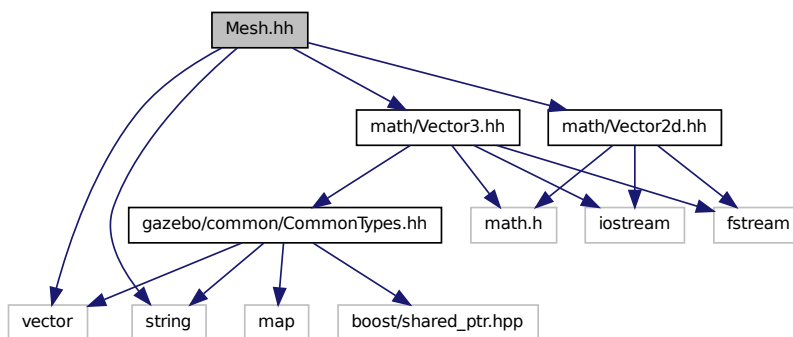 Mesh.hh
math/Vector3.hh
math/Vector2d.hh
gazebo/common/CommonTypes.hh
math.h
iostream
fstream
vector
string
map
boost/shared_ptr.hpp